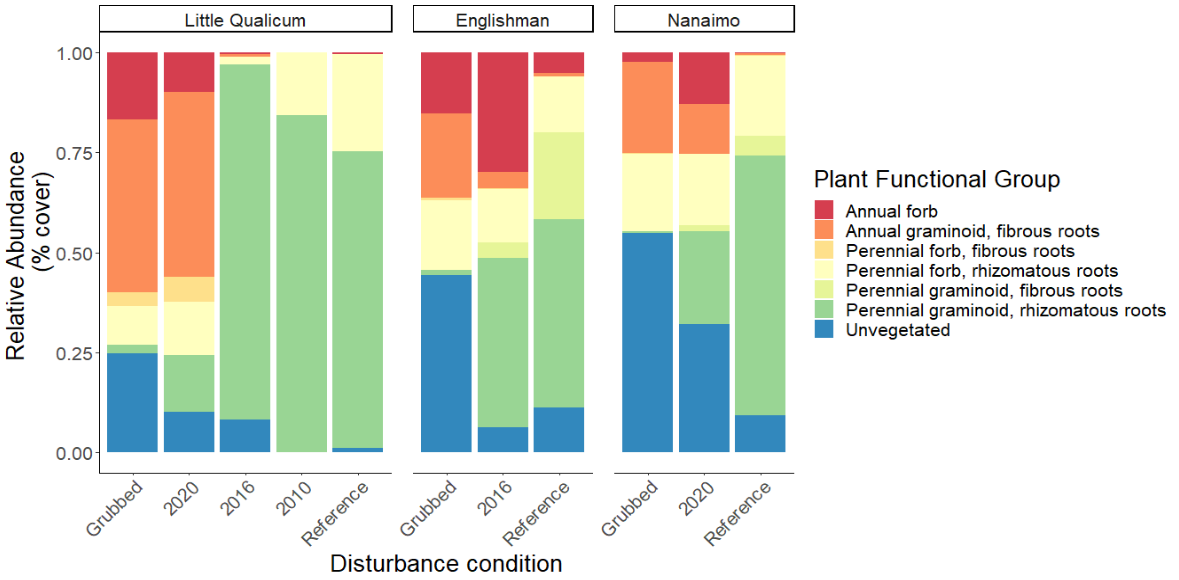 Little Qualicum
Englishman
Nanaimo
Relative Abundance
(% cover)
1.00
0.75
0.50
0.25
0.00
Grubbed
2020
2016
2010
Reference
Grubbed
2016
Reference
Grubbed
2020
Reference
Disturbance condition
Plant Functional Group
Annual forb
Annual graminoid, fibrous roots
Perennial forb, fibrous roots
Perennial forb, rhizomatous roots
Perennial graminoid, fibrous roots
Perennial graminoid, rhizomatous roots
Unvegetated